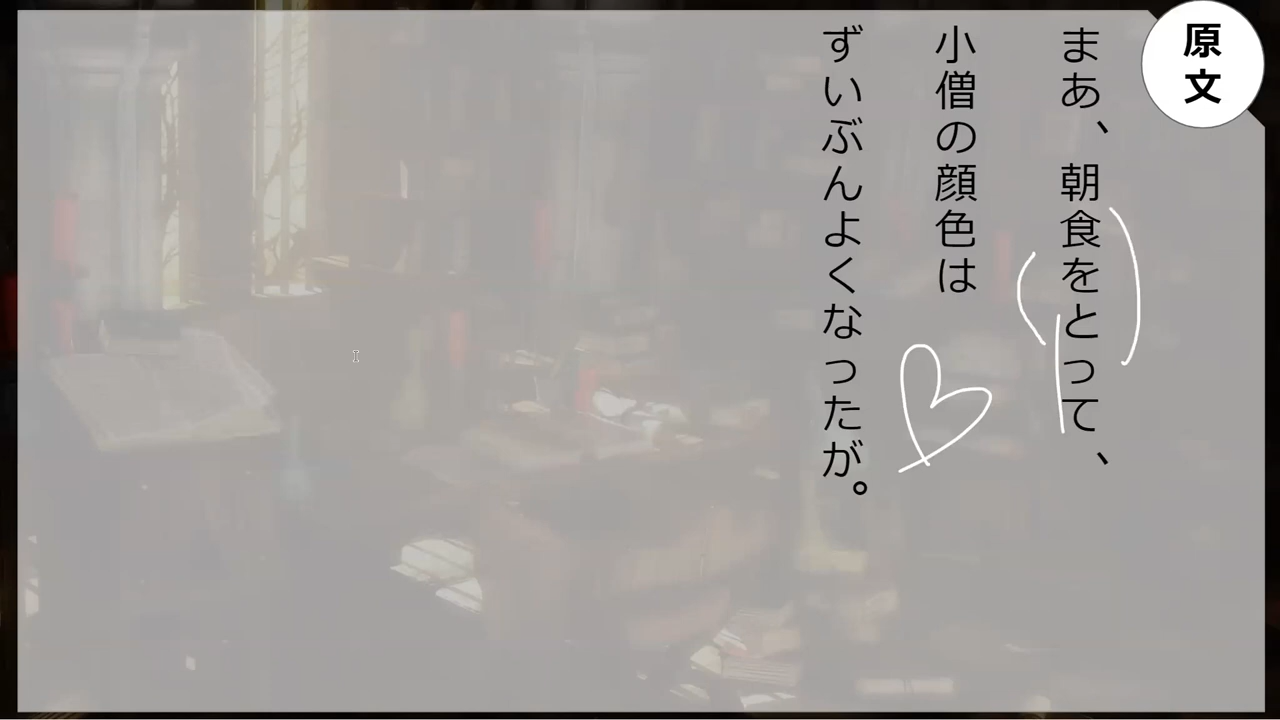 原文
まあ、朝食をとって、
小僧の顔色は
ずいぶんよくなったが。